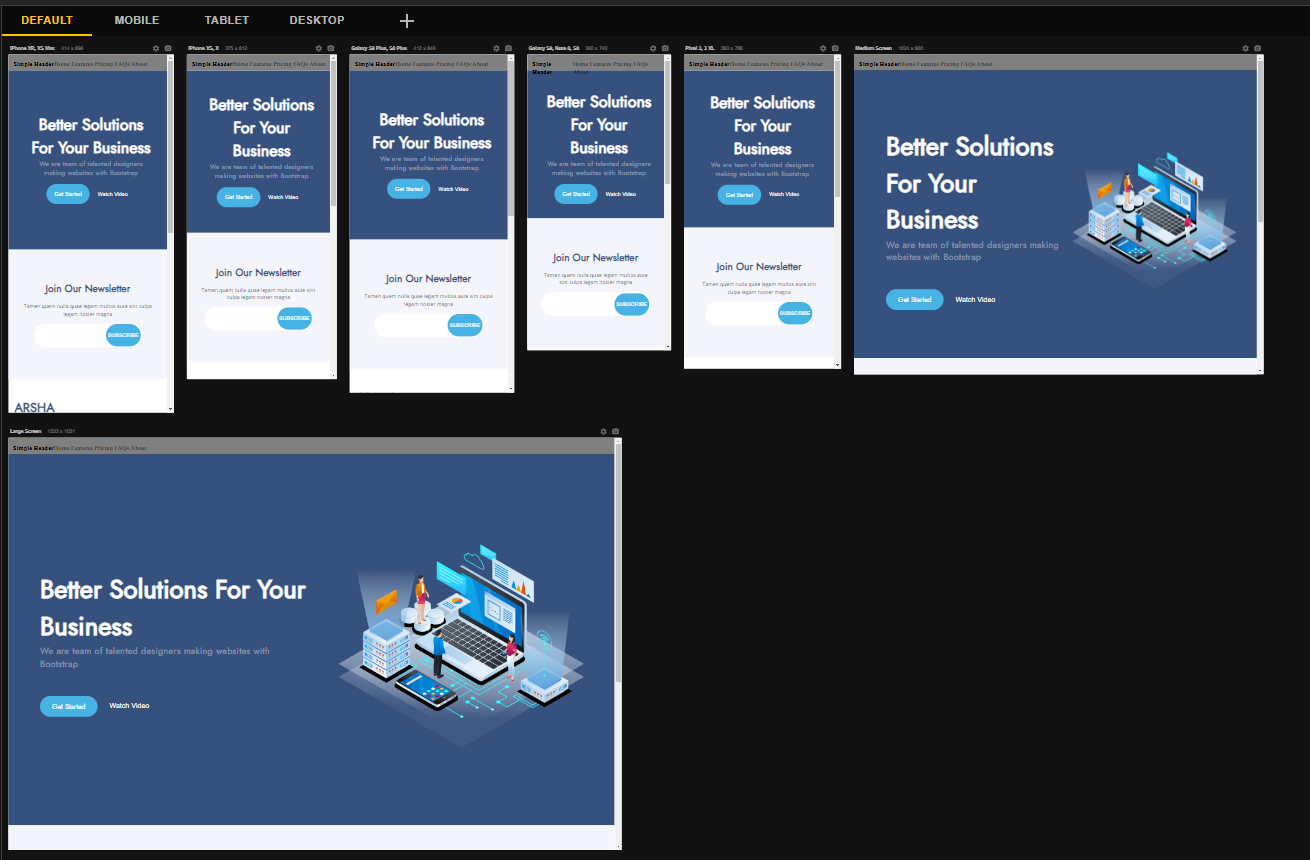 DEFAULT MOBILE TABLET DESKTOP
iPhone XR, XS Max 414 x 896
Simple Header Home Features Pricing FAQs About
Better Solutions
For Your Business
We are team of talented designers
making websites with Bootstrap
Get Started Watch Video
Join Our Newsletter
Tamen quem nulla quae legam multos aute sint culpa
legam noster magna
SUBSCRIBE
ARSHA
iPhone XS, X 375 x 812
Simple Header Home Features Pricing FAQs About
Better Solutions
For Your
Business
We are team of talented designers
making websites with Bootstrap
Get Started Watch Video
Join Our Newsletter
Tamen quem nulla quae legam multos aute sint
culpa legam noster magna
SUBSCRIBE
Galaxy S9 Plus, S8 Plus 412 x 846
Simple Header Home Features Pricing FAQs About
Better Solutions
For Your Business
We are team of talented designers
making websites with Bootstrap
Get Started Watch Video
Join Our Newsletter
Tamen quem nulla quae legam multos aute sint culpa
legam noster magna
SUBSCRIBE
Galaxy S9, Note 8, S8 360 x 740
Simple
Header
Home Features Pricing FAQs
About
Better Solutions
For Your
Business
We are team of talented designers
making websites with Bootstrap
Get Started Watch Video
Join Our Newsletter
Tamen quem nulla quae legam multos aute
sint culpa legam noster magna
SUBSCRIBE
Pixel 3, 3 XL 393 x 786
Simple Header Home Features Pricing FAQs About
Better Solutions
For Your
Business
We are team of talented designers
making websites with Bootstrap
Get Started Watch Video
Join Our Newsletter
Tamen quem nulla quae legam multos aute sint
culpa legam noster magna
SUBSCRIBE
Medium Screen 1024 x 800
Simple Header Home Features Pricing FAQs About
Better Solutions
For Your
Business
We are team of talented designers making
websites with Bootstrap
Get Started Watch Video
Large Screen
Simple Header Home Features Pricing FAQs About
Better Solutions For Your
Business
We are team of talented designers making websites with
Bootstrap
Get Started Watch Video